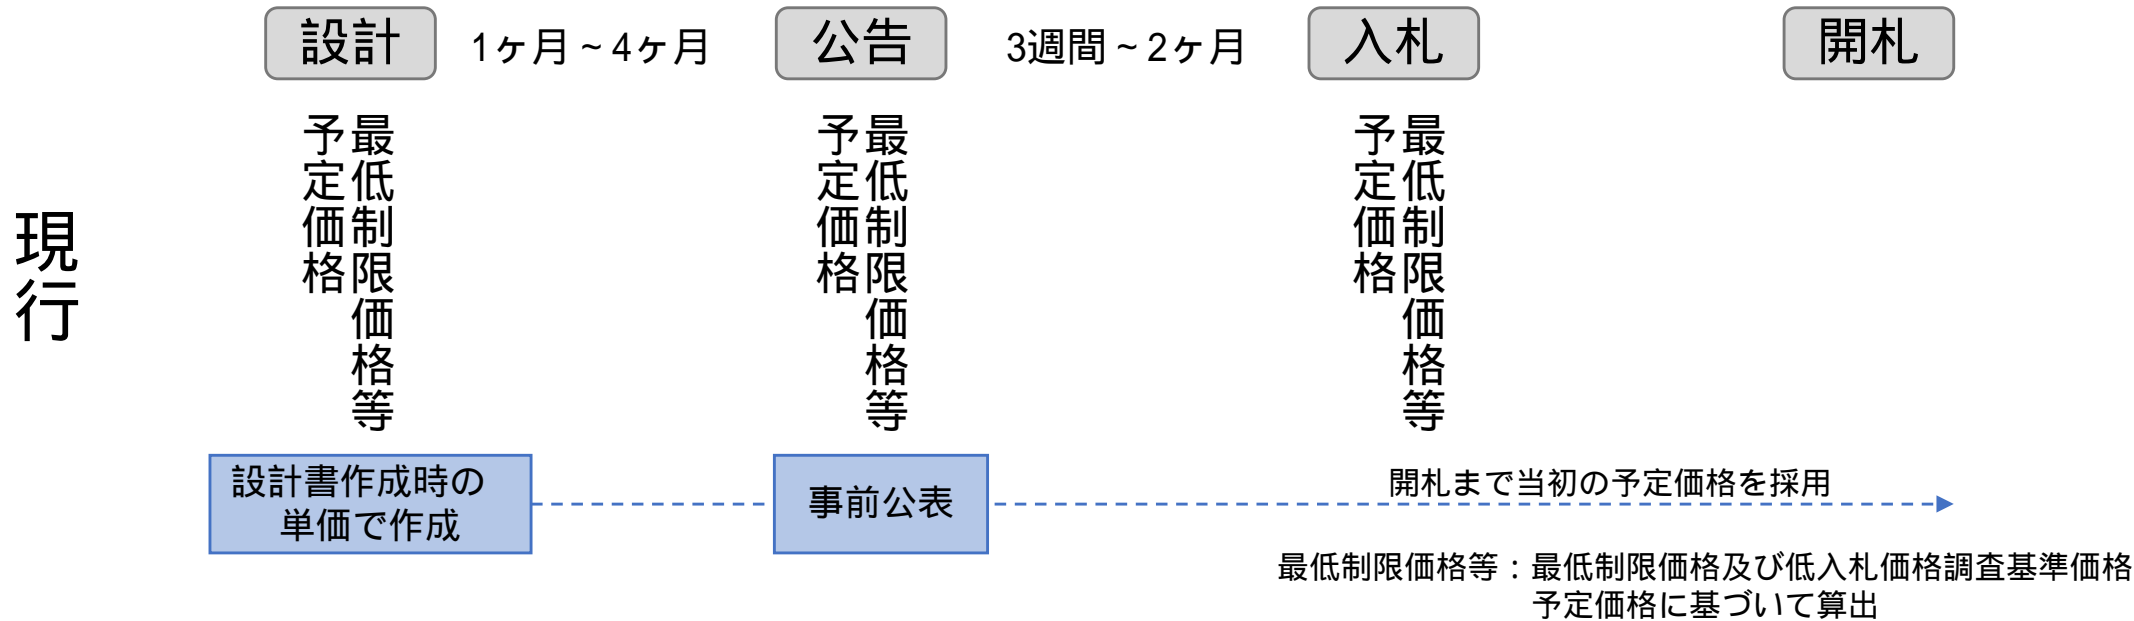 設計
1ヶ月~4ヶ月
公告
3週間~2ヶ月
入札
開札
現行
最低制限価格等
予定価格
最低制限価格等
予定価格
最低制限価格等
予定価格
設計書作成時の
単価で作成
事前公表
開札まで当初の予定価格を採用
最低制限価格等:最低制限価格及び低入札価格調査基準価格
予定価格に基づいて算出